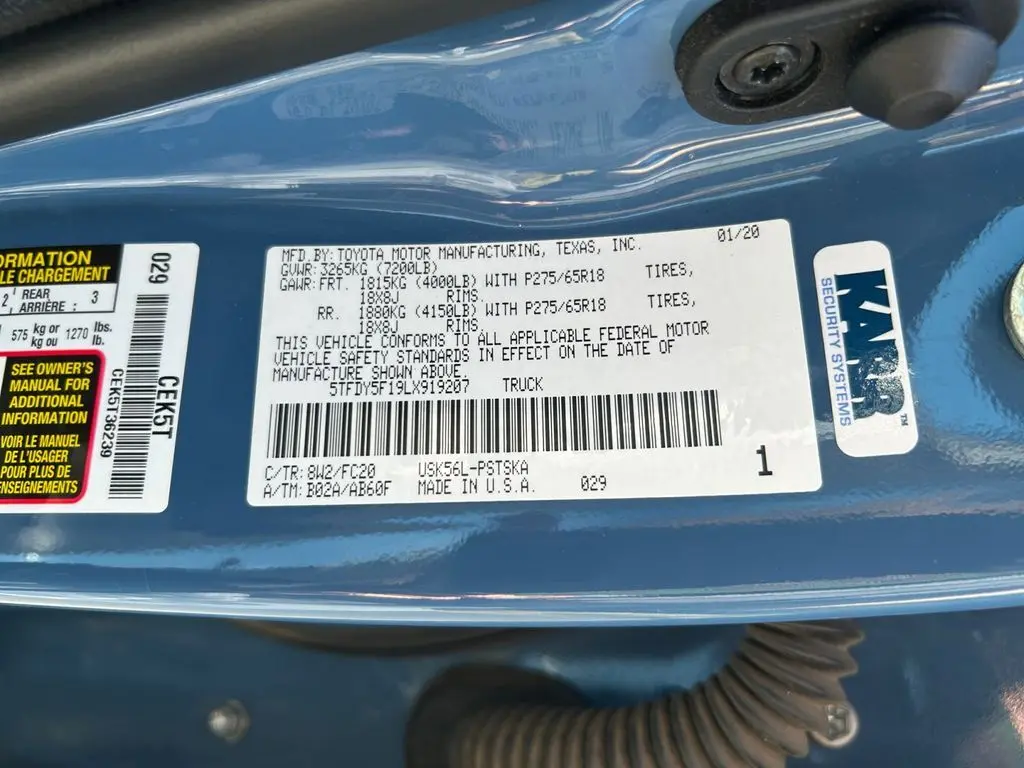 ORMATION
LE CHARGEMENT
2 REAR 3
ARRIÈRE :
575 kg or 1270 lbs.
kg ou lb.
SEE OWNER'S
MANUAL FOR
ADDITIONAL
INFORMATION
VOIR LE MANUEL
DE L'USAGER
POUR PLUS DE
ENSEIGNEMENTS
029
CEK5T
CEK5T36239
MFD.BY:TOYOTA MOTOR MANUFACTURING, TEXAS, INC. 01/20
GVWR:3265KG (7200LB)
GAWR:FRT. 1815KG (4000LB) WITH P275/65R18 TIRES,
18X8J RIMS.
RR. 1880KG (4150LB) WITH P275/65R18 TIRES,
18X8J RIMS.
THIS VEHICLE CONFORMS TO ALL APPLICABLE FEDERAL MOTOR
VEHICLE SAFETY STANDARDS IN EFFECT ON THE DATE OF
MANUFACTURE SHOWN ABOVE.
5TFDY5F19LX919207 TRUCK
C/TR:8W2/FC20 USK56L-PSTSKA 1
A/TM:B02A/AB60F MADE IN U.S.A. 029
KARR
SECURITY SYSTEMS
TM